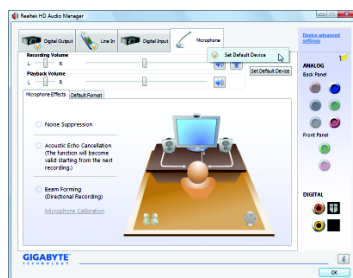 Realtek HD Audio Manager
Digital Output
Line In
Digital Input
Microphone
Device advanced settings
Set Default Device
Recording Volume
L R
Set Default Device
Playback Volume
L R
ANALOG
Back Panel
Microphone Effects Default Format
Noise Suppression
Acoustic Echo Cancellation
(The function will become
valid starting from the next
recording.)
Beam Forming
(Directional Recording)
Microphone Calibration
Front Panel
DIGITAL
GIGABYTE
TECHNOLOGY
i
OK